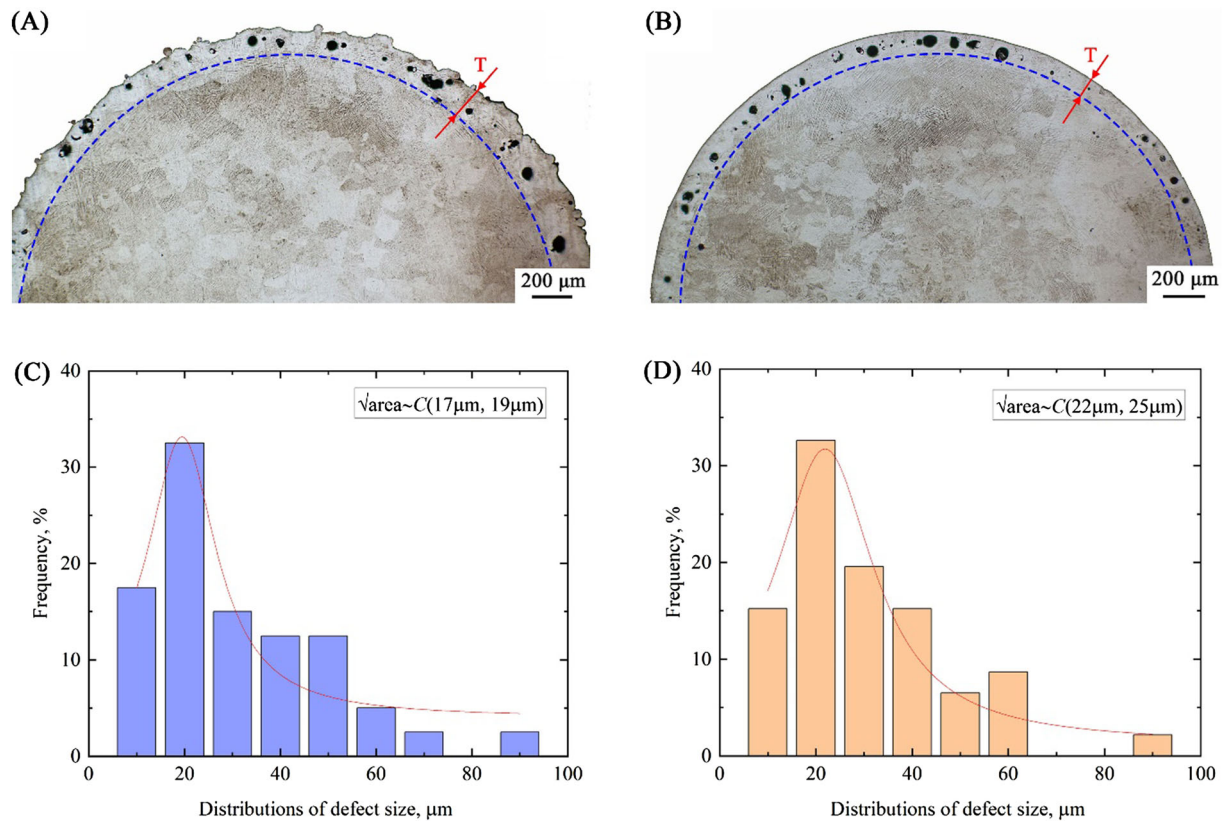 (A)
T
200 μm
(B)
T
200 μm
(C)
40
30
20
10
0
Frequency, %
√area~C(17μm, 19μm)
0 20 40 60 80 100
Distributions of defect size, μm
(D)
40
30
20
10
0
Frequency, %
√area~C(22μm, 25μm)
0 20 40 60 80 100
Distributions of defect size, μm